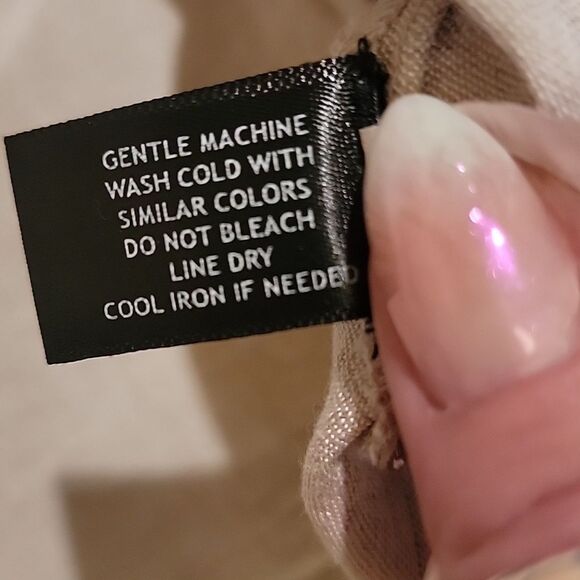 GENTLE MACHINE
WASH COLD WITH
SIMILAR COLORS
DO NOT BLEACH
LINE DRY
COOL IRON IF NEEDED